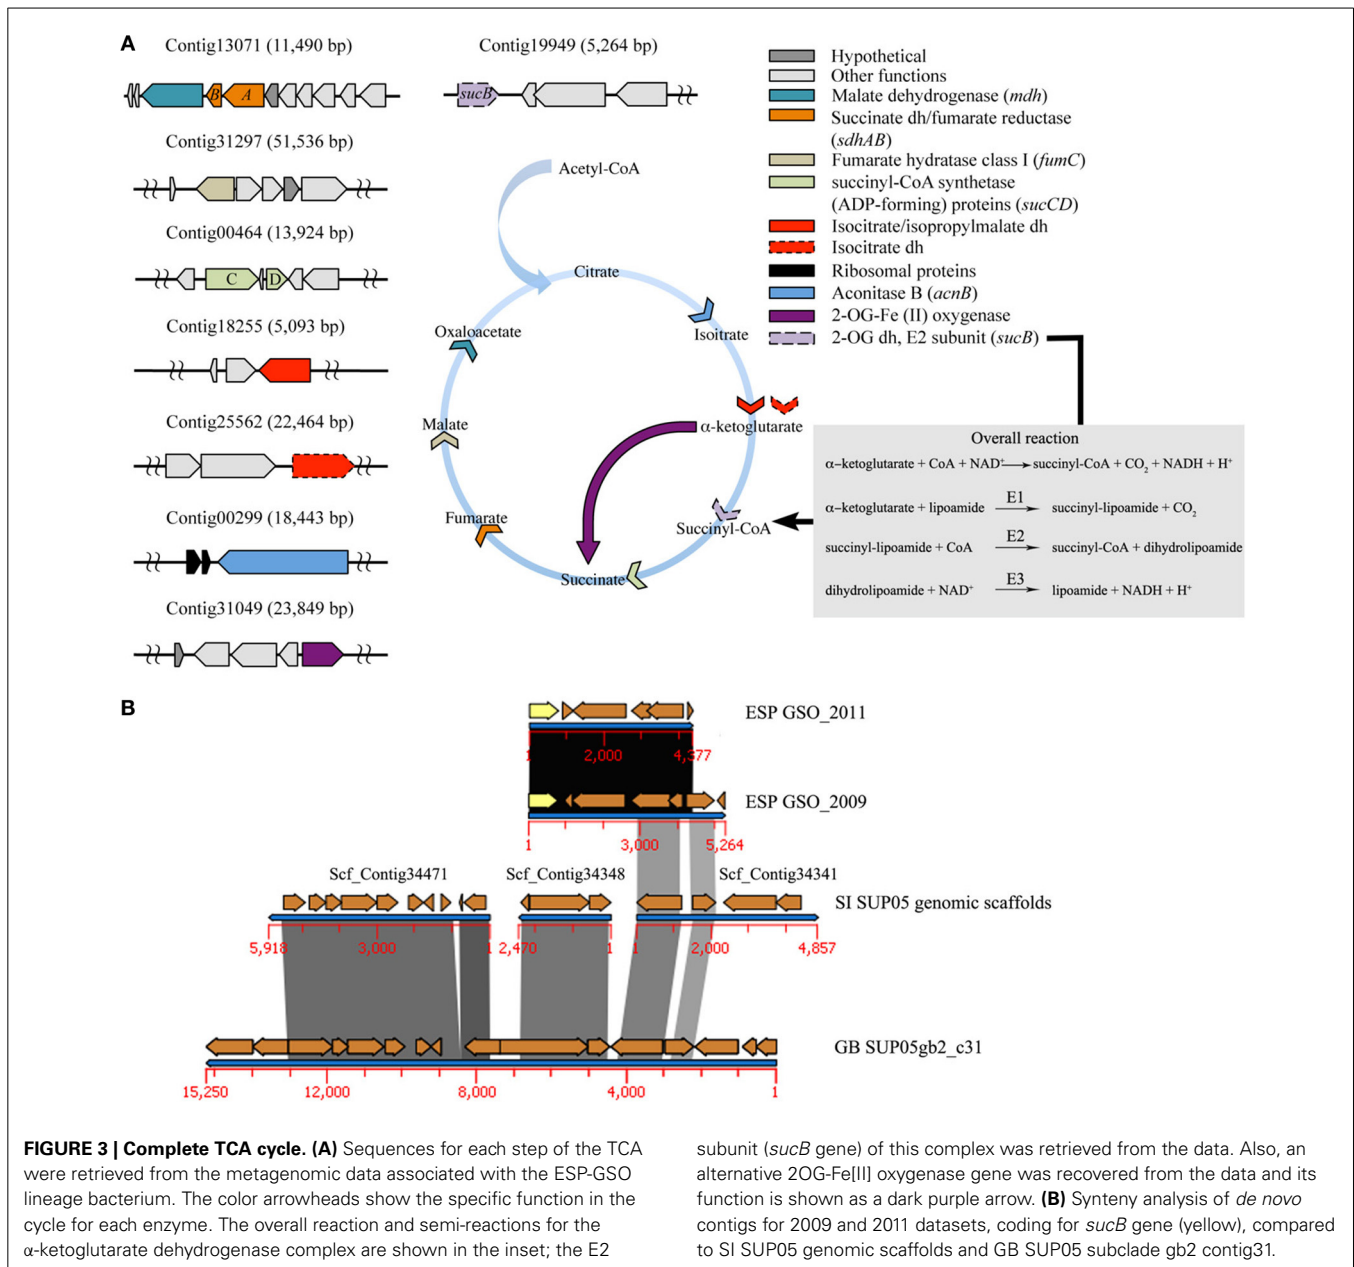 A
Contig13071 (11,490 bp)
B
A
Contig31297 (51,536 bp)
Contig00464 (13,924 bp)
C
D
Contig18255 (5,093 bp)
Contig25562 (22,464 bp)
Contig00299 (18,443 bp)
Contig31049 (23,849 bp)
Contig19949 (5,264 bp)
sucB
Hypothetical
Other functions
Malate dehydrogenase (mdh)
Succinate dh/fumarate reductase
(sdhAB)
Fumarate hydratase class I (fumC)
succinyl-CoA synthetase
(ADP-forming) proteins (sucCD)
Isocitrate/isopropylmalate dh
Isocitrate dh
Ribosomal proteins
Aconitase B (acnB)
2-OG-Fe (II) oxygenase
2-OG dh, E2 subunit (sucB)
Acetyl-CoA
Citrate
Isoitrate
α-ketoglutarate
Succinyl-CoA
Succinate
Fumarate
Malate
Oxaloacetate
Overall reaction
α–ketoglutarate + CoA + NAD⁺ → succinyl-CoA + CO₂ + NADH + H⁺
α–ketoglutarate + lipoamide E1 → succinyl-lipoamide + CO₂
succinyl-lipoamide + CoA E2 → succinyl-CoA + dihydrolipoamide
dihydrolipoamide + NAD⁺ E3 → lipoamide + NADH + H⁺
B
ESP GSO_2011
1 2,000 4,377
ESP GSO_2009
1 3,000 5,264
Scf_Contig34471 Scf_Contig34348 Scf_Contig34341
SI SUP05 genomic scaffolds
5,918 3,000 1 2,470 1 1 2,000 4,857
GB SUP05gb2_c31
15,250 12,000 8,000 4,000 1
FIGURE 3 | Complete TCA cycle. (A) Sequences for each step of the TCA
were retrieved from the metagenomic data associated with the ESP-GSO
lineage bacterium. The color arrowheads show the specific function in the
cycle for each enzyme. The overall reaction and semi-reactions for the
α-ketoglutarate dehydrogenase complex are shown in the inset; the E2
subunit (sucB gene) of this complex was retrieved from the data. Also, an
alternative 2OG-Fe[II] oxygenase gene was recovered from the data and its
function is shown as a dark purple arrow. (B) Synteny analysis of de novo
contigs for 2009 and 2011 datasets, coding for sucB gene (yellow), compared
to SI SUP05 genomic scaffolds and GB SUP05 subclade gb2 contig31.